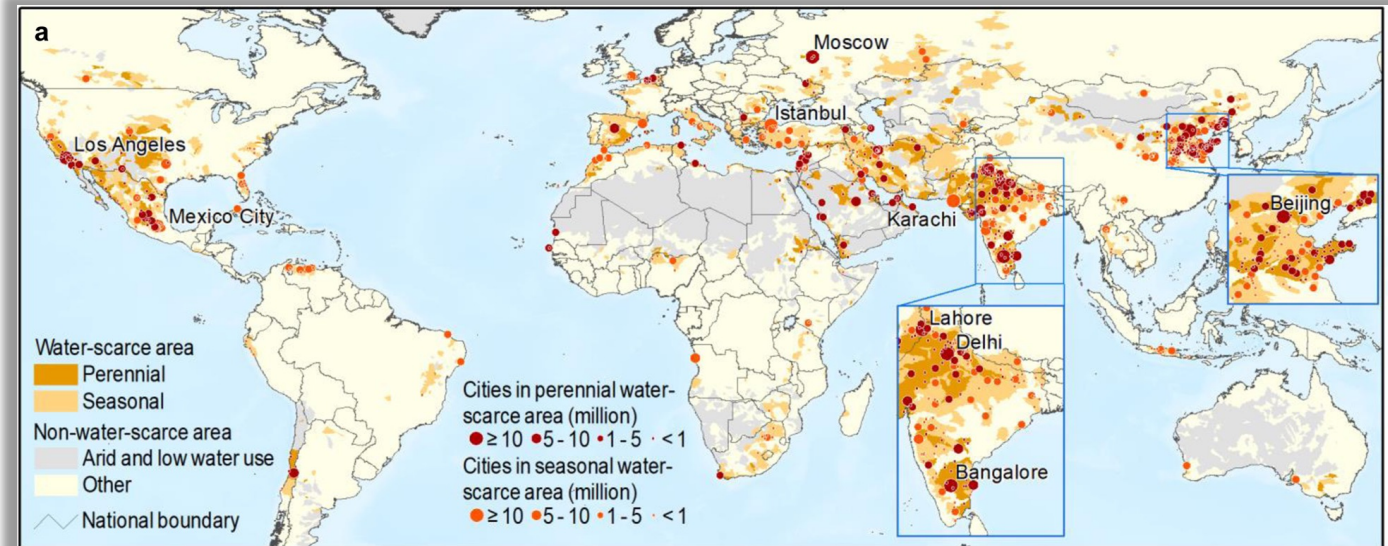 a
Moscow
Istanbul
Los Angeles
Mexico City
Karachi
Beijing
Lahore
Delhi
Bangalore
Water-scarce area
Perennial
Seasonal
Non-water-scarce area
Arid and low water use
Other
National boundary
Cities in perennial water-
scarce area (million)
≥ 10 5 - 10 1 - 5 < 1
Cities in seasonal water-
scarce area (million)
≥ 10 5 - 10 1 - 5 < 1